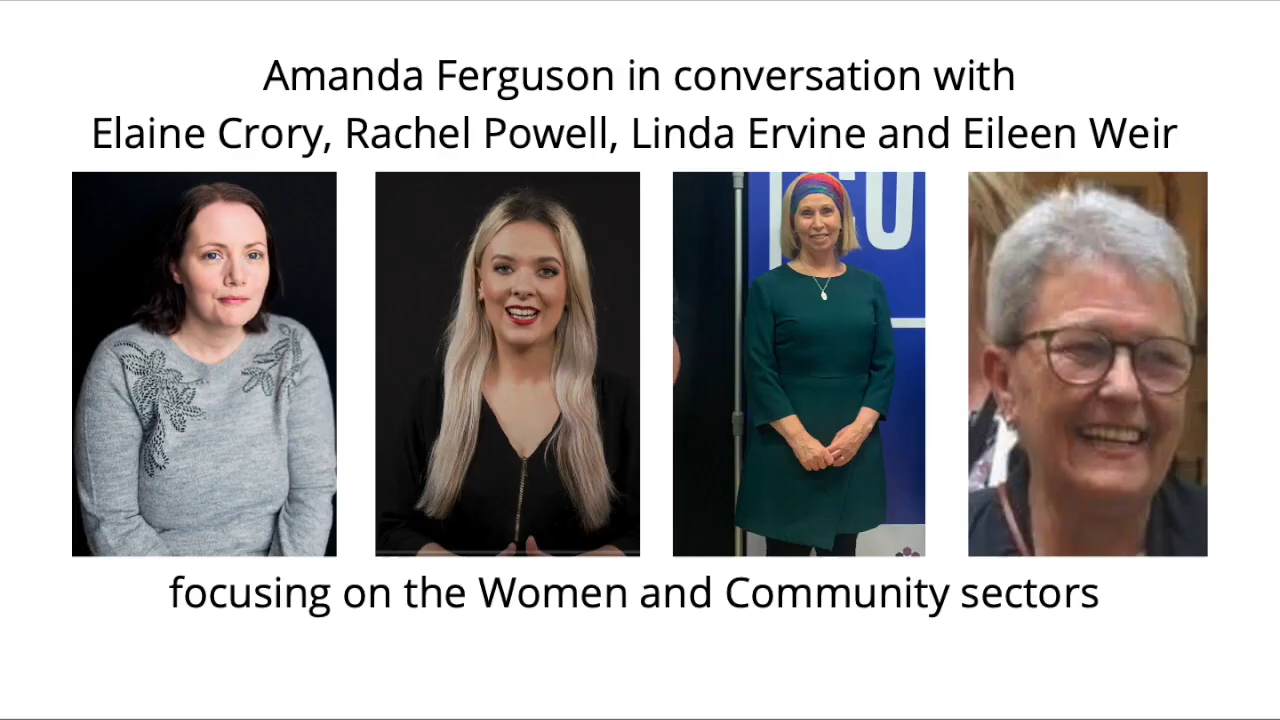 Amanda Ferguson in conversation with
Elaine Crory, Rachel Powell, Linda Ervine and Eileen Weir
focusing on the Women and Community sectors